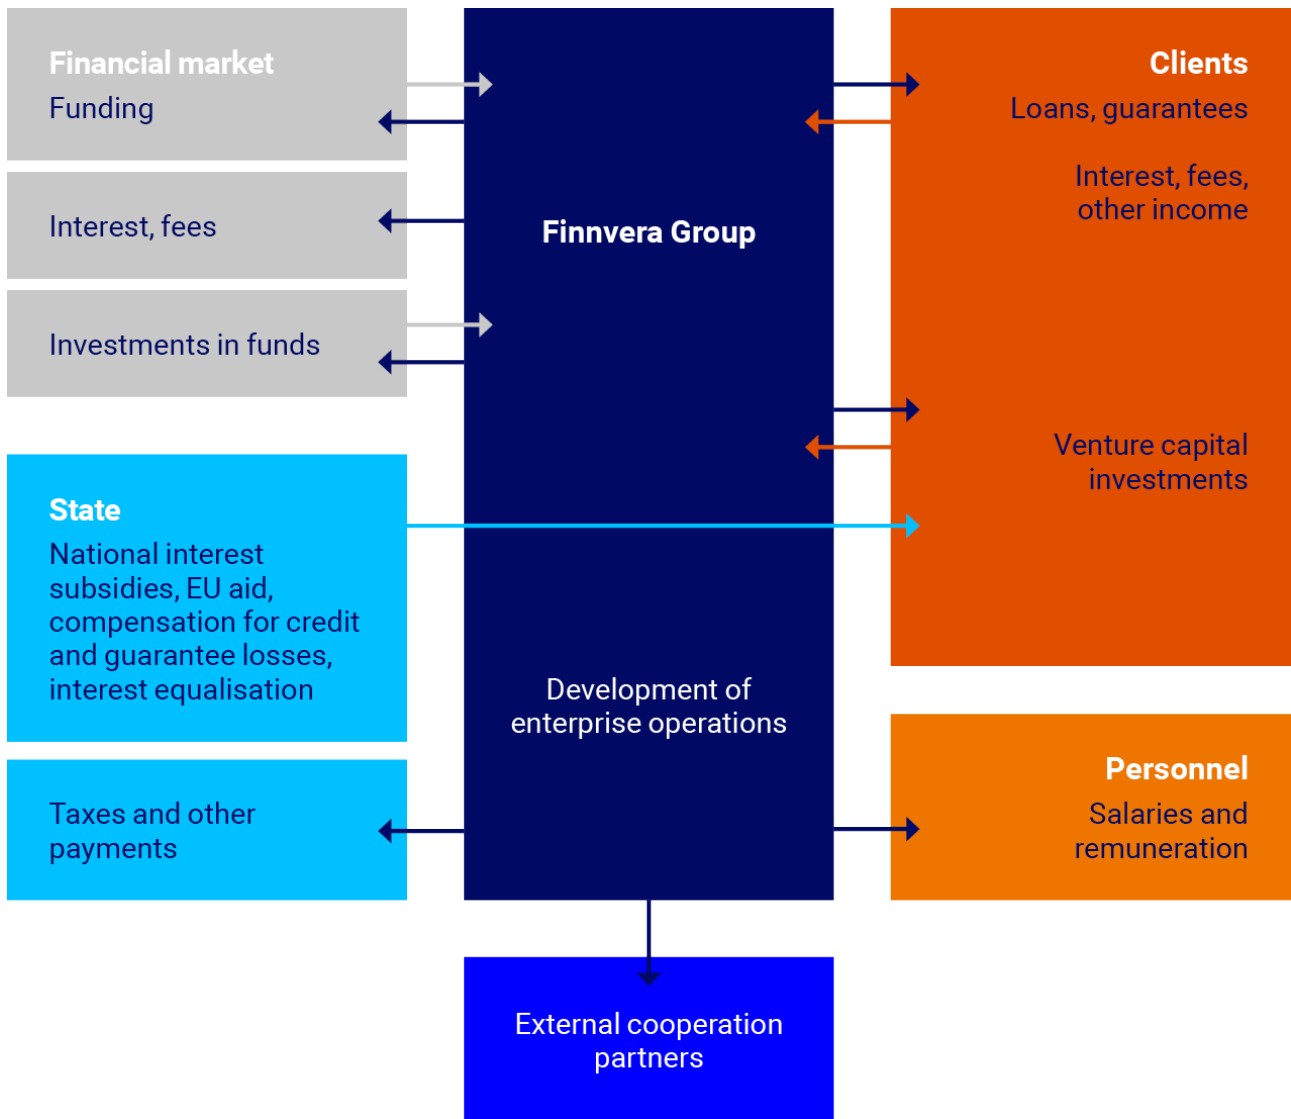 Financial market
Funding
Interest, fees
Investments in funds
State
National interest
subsidies, EU aid,
compensation for credit
and guarantee losses,
interest equalisation
Taxes and other
payments
Finnvera Group
Development of
enterprise operations
External cooperation
partners
Clients
Loans, guarantees
Interest, fees,
other income
Venture capital
investments
Personnel
Salaries and
remuneration